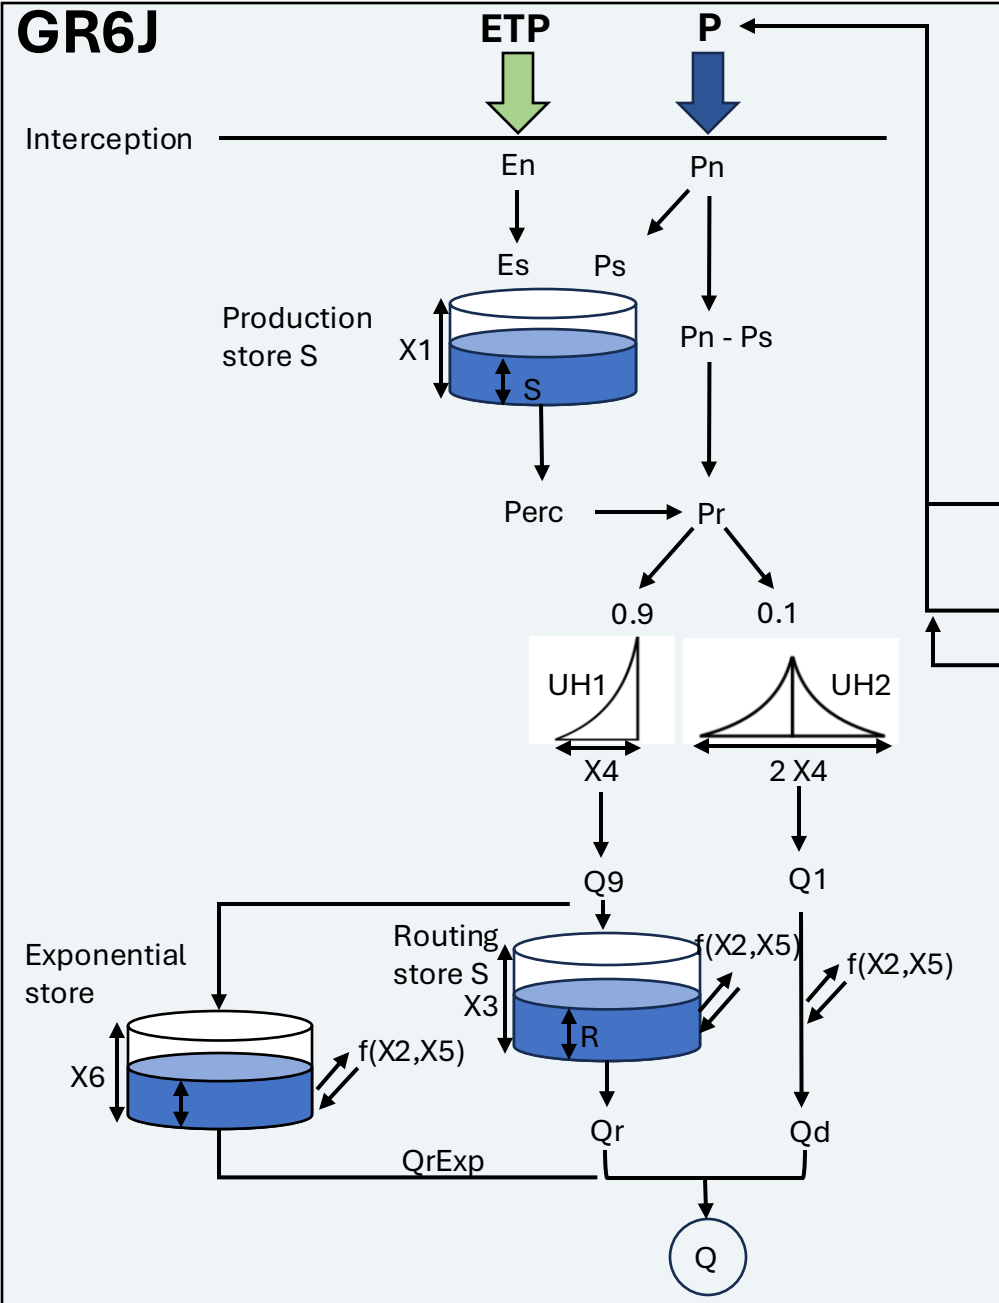 GR6J
ETP
P
Interception
En
Pn
Es
Ps
Production
store S
X1
S
Pn - Ps
Perc
Pr
0.9
0.1
UH1
UH2
X4
2 X4
Q9
Q1
Exponential
store
Routing
store S
X3
R
f(X2,X5)
f(X2,X5)
X6
f(X2,X5)
Qr
Qd
QrExp
Q